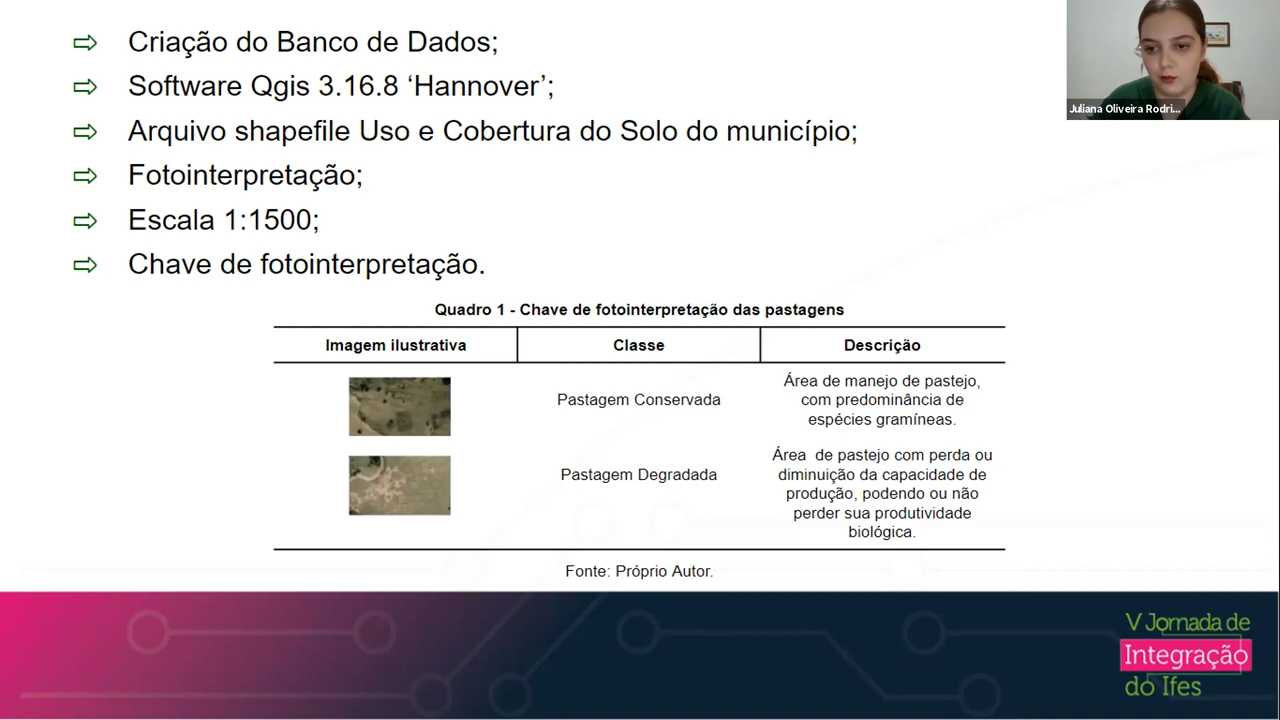 Criação do Banco de Dados;
Software Qgis 3.16.8 ‘Hannover’;
Arquivo shapefile Uso e Cobertura do Solo do município;
Fotointerpretação;
Escala 1:1500;
Chave de fotointerpretação.
Juliana Oliveira Rodri...
Quadro 1 - Chave de fotointerpretação das pastagens
Imagem ilustrativa Classe Descrição
Pastagem Conservada
Área de manejo de pastejo,
com predominância de
espécies gramíneas.
Pastagem Degradada
Área de pastejo com perda ou
diminuição da capacidade de
produção, podendo ou não
perder sua produtividade
biológica.
Fonte: Próprio Autor.
V Jornada de
Integração
do Ifes